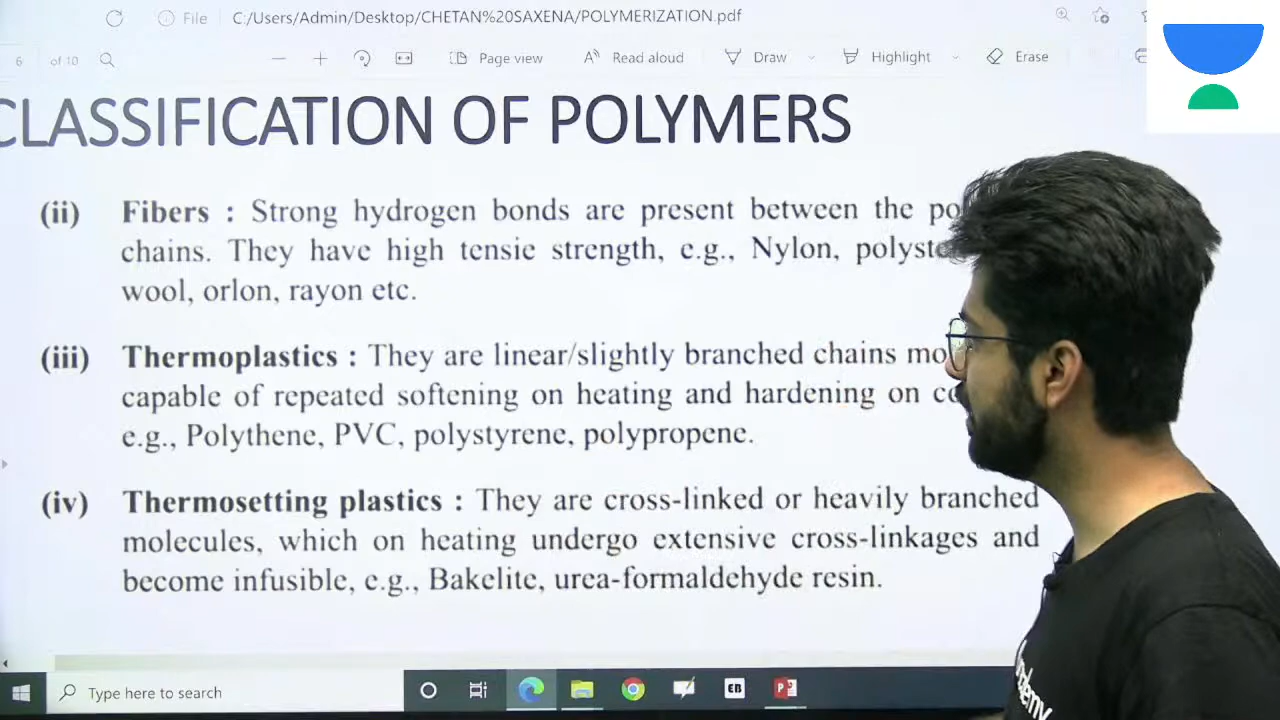 File C:/Users/Admin/Desktop/CHETAN%20SAXENA/POLYMERIZATION.pdf
6 of 10 Page view Read aloud Draw Highlight Erase
CLASSIFICATION OF POLYMERS
(ii) Fibers : Strong hydrogen bonds are present between the
chains. They have high tensie strength, e.g., Nylon,
wool, orlon, rayon etc.
(iii) Thermoplastics : They are linear/slightly branched chains
capable of repeated softening on heating and hardening on
e.g., Polythene, PVC, polystyrene, polypropene.
(iv) Thermosetting plastics : They are cross-linked or heavily branched
molecules, which on heating undergo extensive cross-linkages and
become infusible, e.g., Bakelite, urea-formaldehyde resin.
Type here to search
EB
P